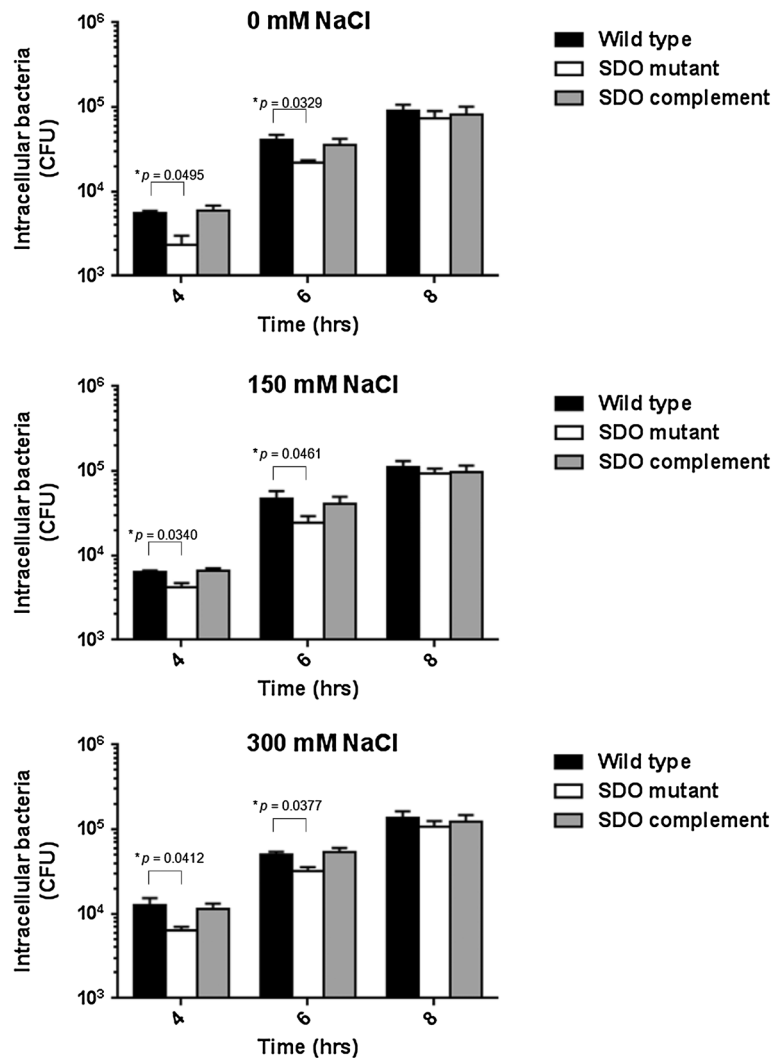 0 mM NaCl
Intracellular bacteria
(CFU)
10⁶
10⁵
10⁴
10³
* p = 0.0495
* p = 0.0329
4
6
8
Time (hrs)
Wild type
SDO mutant
SDO complement
150 mM NaCl
Intracellular bacteria
(CFU)
10⁶
10⁵
10⁴
10³
* p = 0.0340
* p = 0.0461
4
6
8
Time (hrs)
Wild type
SDO mutant
SDO complement
300 mM NaCl
Intracellular bacteria
(CFU)
10⁶
10⁵
10⁴
10³
* p = 0.0412
* p = 0.0377
4
6
8
Time (hrs)
Wild type
SDO mutant
SDO complement